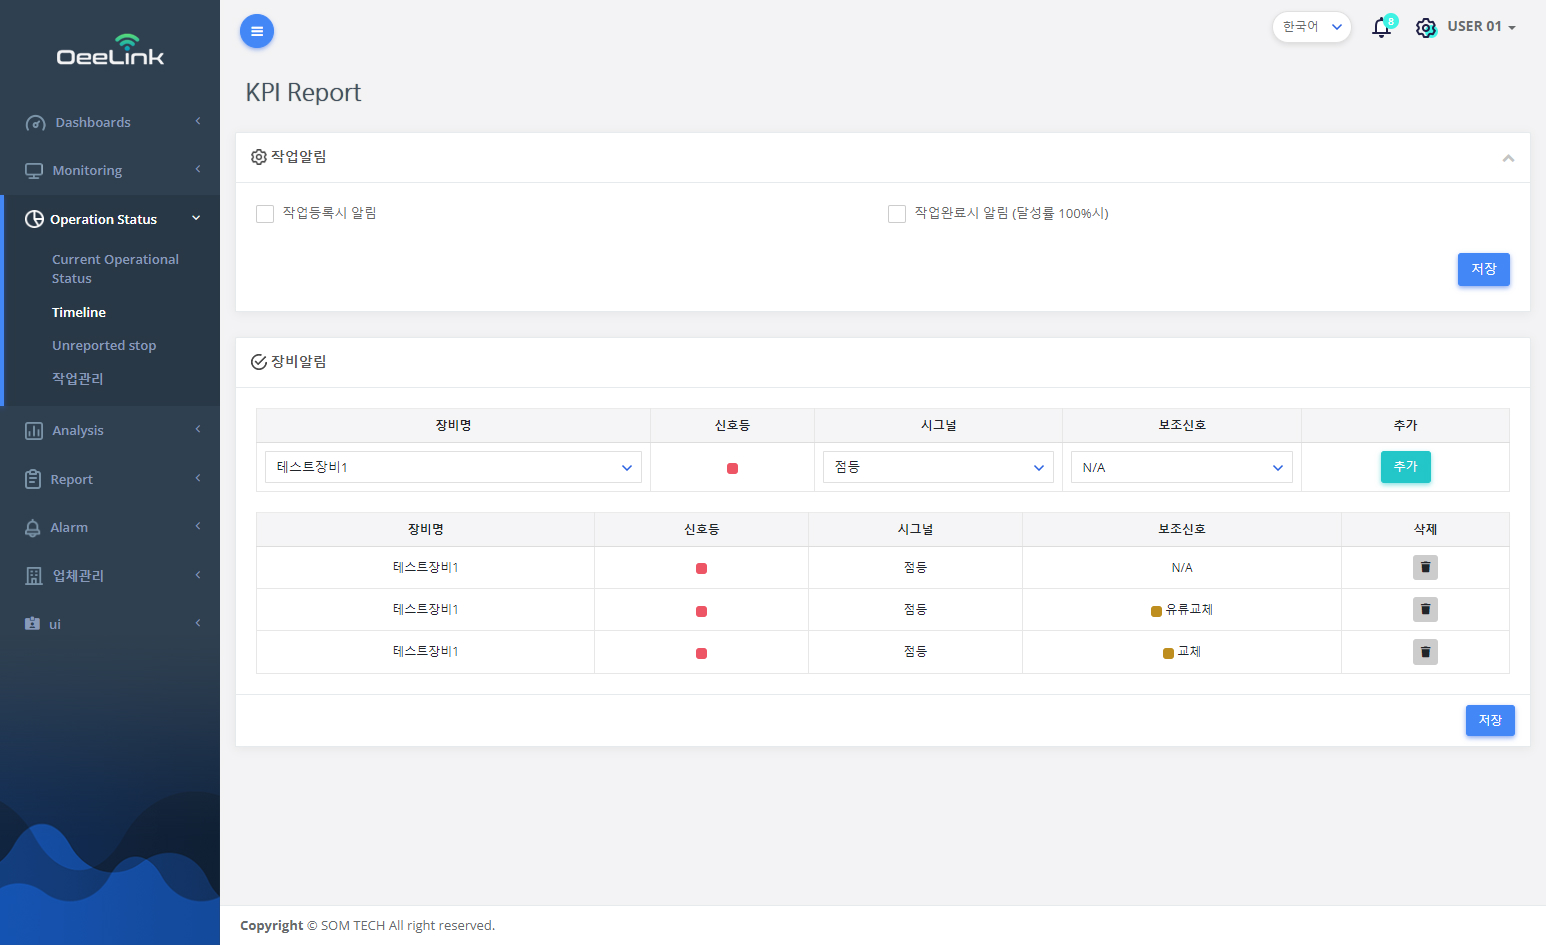 OeeLink
Dashboards
Monitoring
Operation Status
Current Operational
Status
Timeline
Unreported stop
작업관리
Analysis
Report
Alarm
업체관리
ui
한국어
8
USER 01
KPI Report
작업알림
작업등록시 알림
작업완료시 알림 (달성률 100%시)
저장
장비알림
장비명 신호등 시그널 보조신호 추가
테스트장비1 점등 N/A 추가
장비명 신호등 시그널 보조신호 삭제
테스트장비1 점등 N/A
테스트장비1 점등 유류교체
테스트장비1 점등 교체
저장
Copyright © SOM TECH All right reserved.